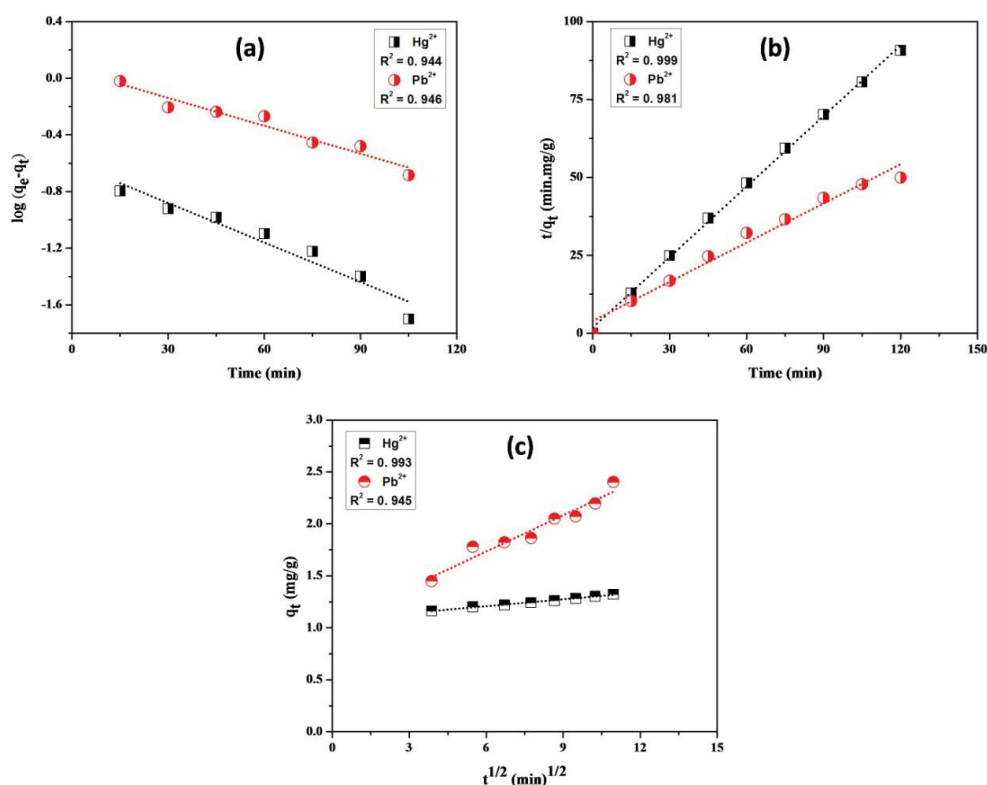 (a)
Hg2+
R2 = 0. 944
Pb2+
R2 = 0. 946
log (qe-qt)
0.4
0.0
-0.4
-0.8
-1.2
-1.6
0 30 60 90 120
Time (min)
(b)
Hg2+
R2 = 0. 999
Pb2+
R2 = 0. 981
t/qt (min.mg/g)
100
75
50
25
0
0 30 60 90 120 150
Time (min)
(c)
Hg2+
R2 = 0. 993
Pb2+
R2 = 0. 945
qt (mg/g)
3.0
2.5
2.0
1.5
1.0
0.5
0.0
0 3 6 9 12 15
t1/2 (min)1/2